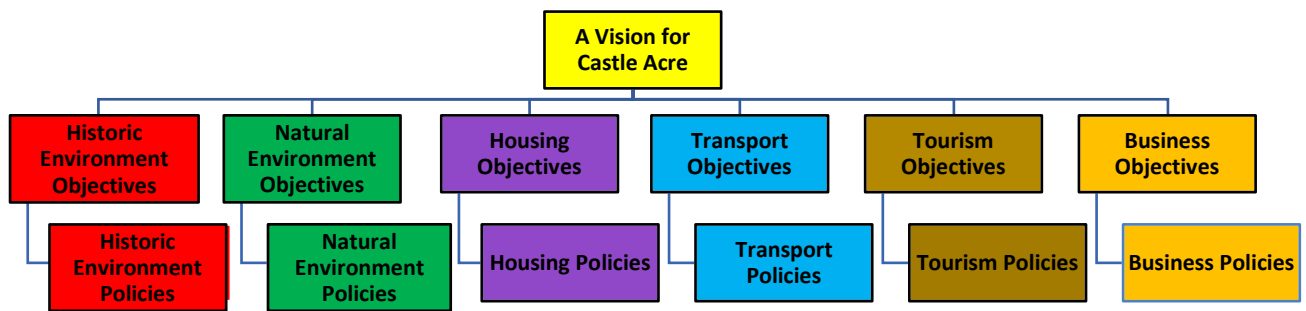 A Vision for
Castle Acre
Historic
Environment
Objectives
Natural
Environment
Objectives
Housing
Objectives
Transport
Objectives
Tourism
Objectives
Business
Objectives
Historic
Environment
Policies
Natural
Environment
Policies
Housing Policies
Transport
Policies
Tourism Policies
Business Policies